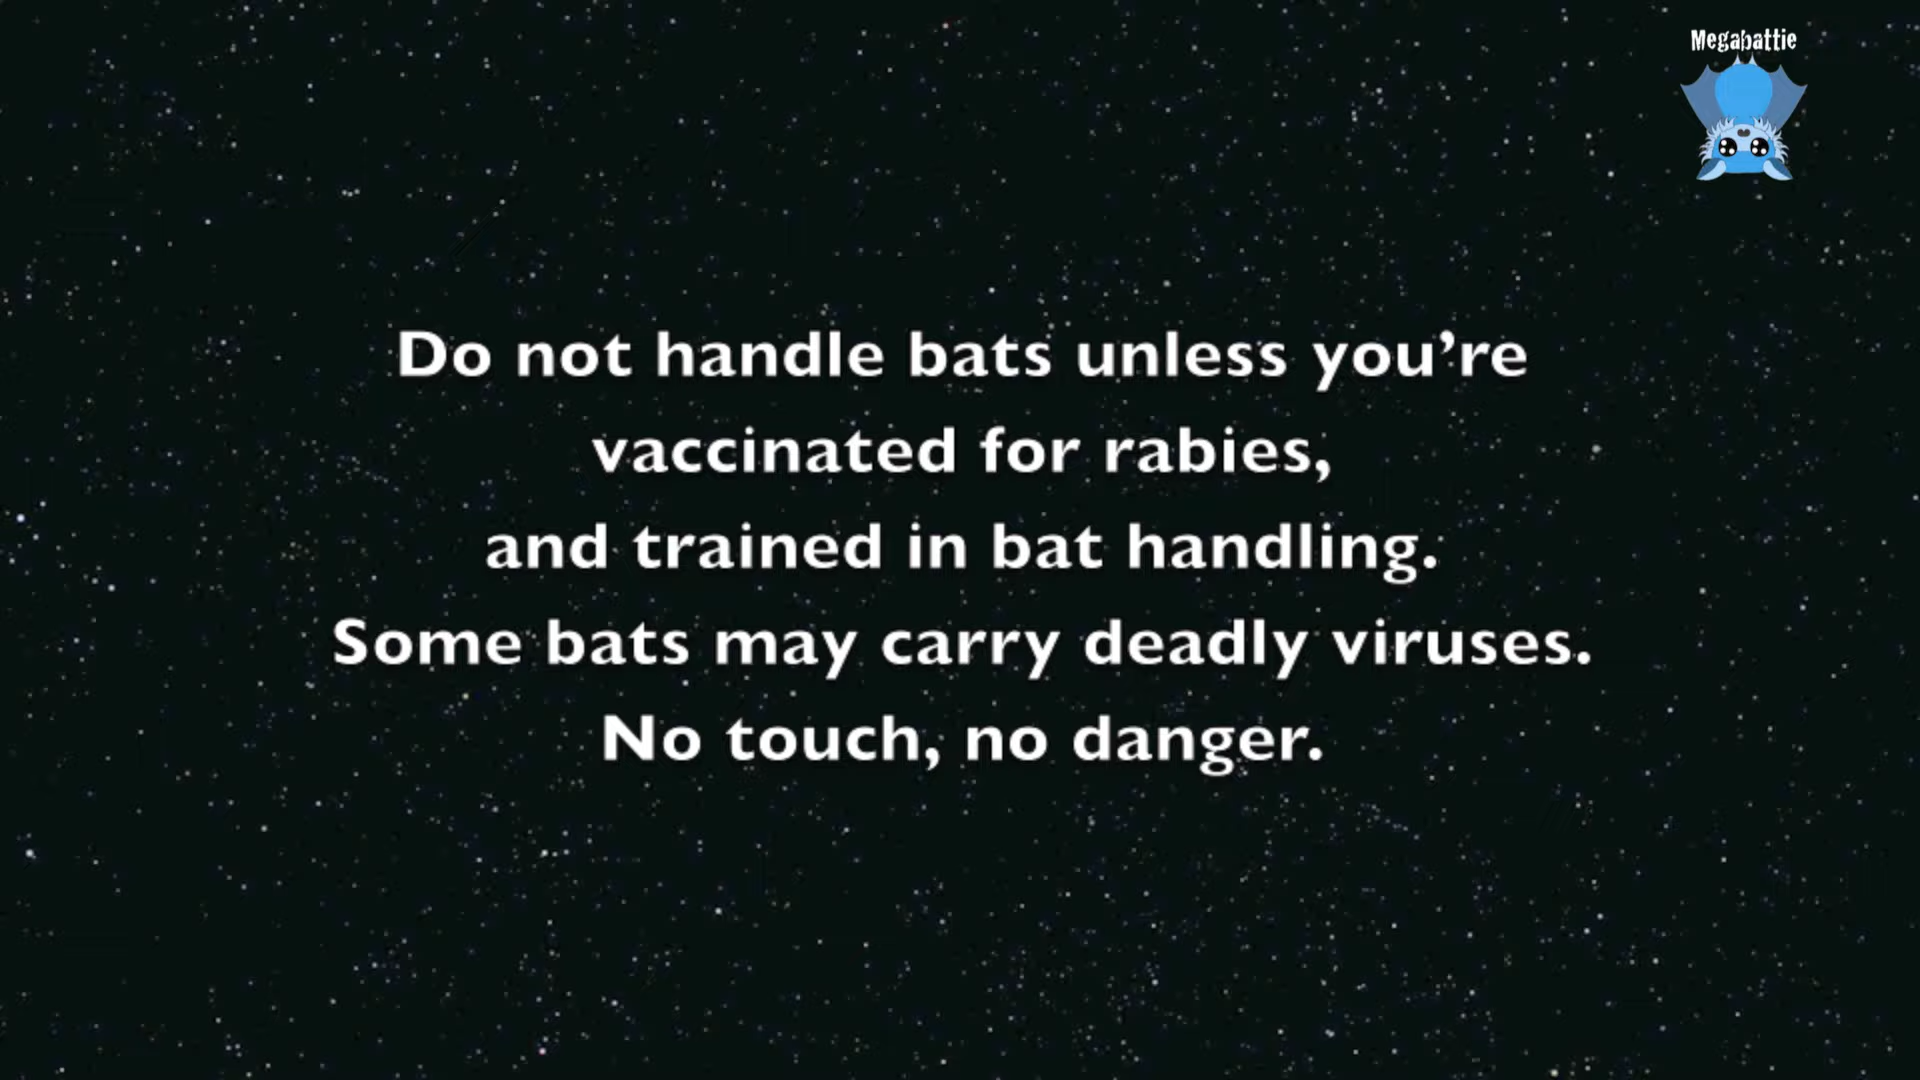 Megabattie
Do not handle bats unless you’re
vaccinated for rabies,
and trained in bat handling.
Some bats may carry deadly viruses.
No touch, no danger.